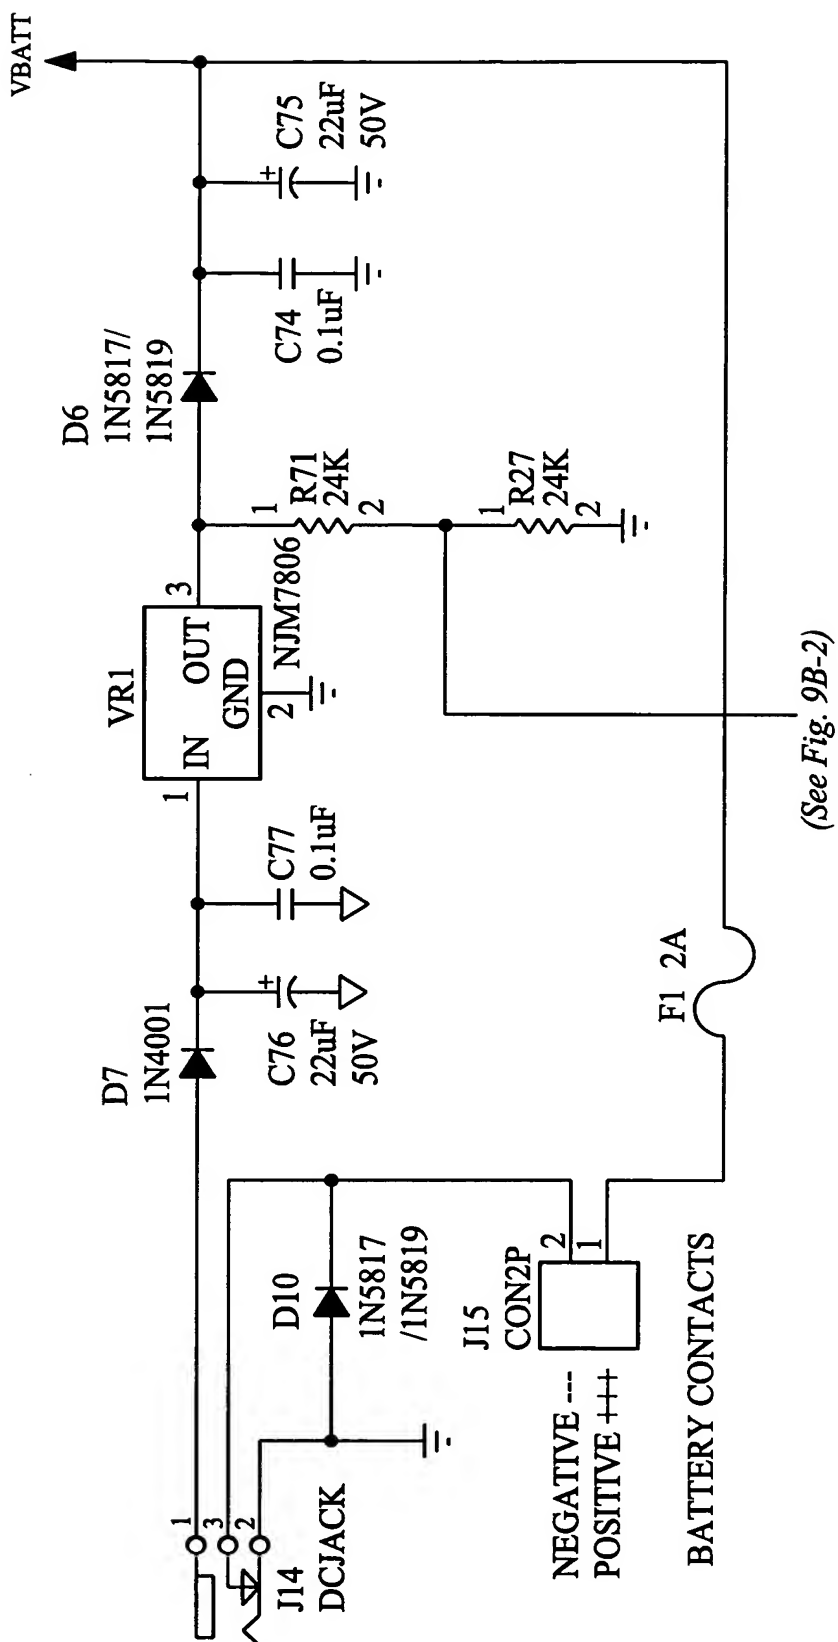 VBATT
C75
22uF
50V
C74
0.1uF
D6
1N5817/
1N5819
1
R71
24K
2
1
R27
24K
2
VR1
3
OUT
GND
IN
1
2
NJM7806
C77
0.1uF
C76
22uF
50V
D7
1N4001
(See Fig. 9B-2)
F1 2A
D10
1N5817
/1N5819
J15
CON2P
2
1
NEGATIVE ---
POSITIVE +++
BATTERY CONTACTS
1
3
2
J14
DCJACK